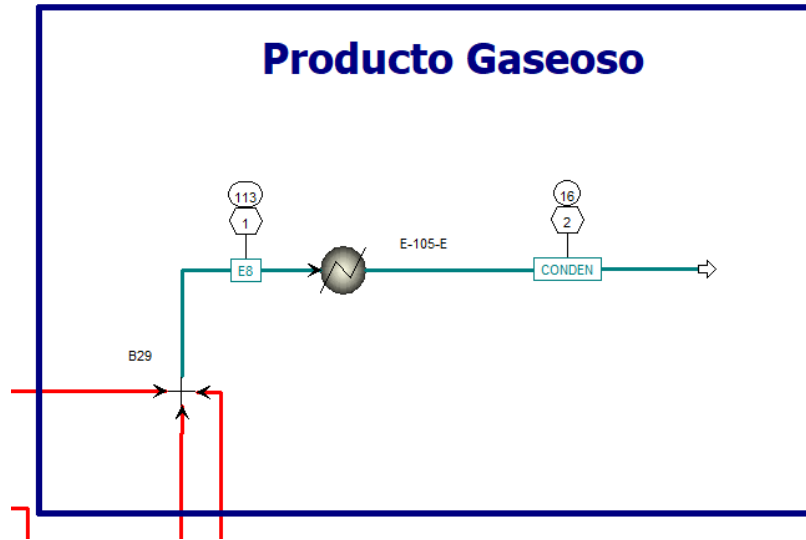 Producto Gaseoso
113
1
16
2
E-105-E
E8
CONDEN
B29